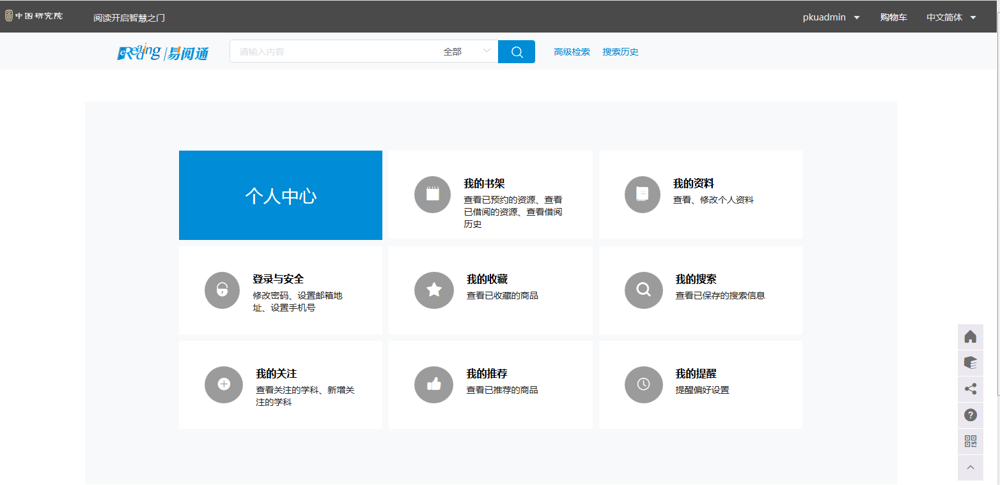 中国研究院
阅读开启智慧之门
pkuadmin
购物车
中文简体
eReading 易阅通
请输入内容
全部
高级检索
搜索历史
个人中心
我的书架
查看已预约的资源、查看
已借阅的资源、查看借阅
历史
我的资料
查看、修改个人资料
登录与安全
修改密码、设置邮箱地
址、设置手机号
我的收藏
查看已收藏的商品
我的搜索
查看已保存的搜索信息
我的关注
查看关注的学科、新增关
注的学科
我的推荐
查看已推荐的商品
我的提醒
提醒偏好设置